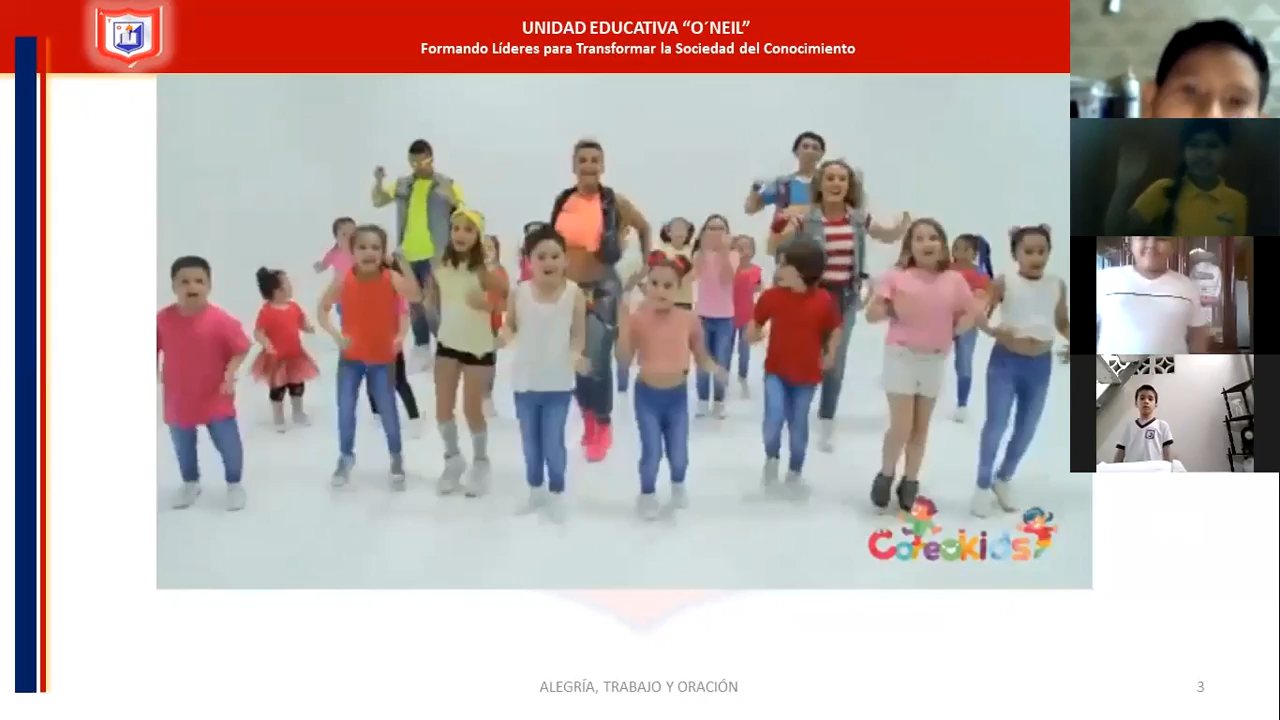 UNIDAD EDUCATIVA “O´NEIL”
Formando Líderes para Transformar la Sociedad del Conocimiento
Coreokids
ALEGRÍA, TRABAJO Y ORACIÓN
3